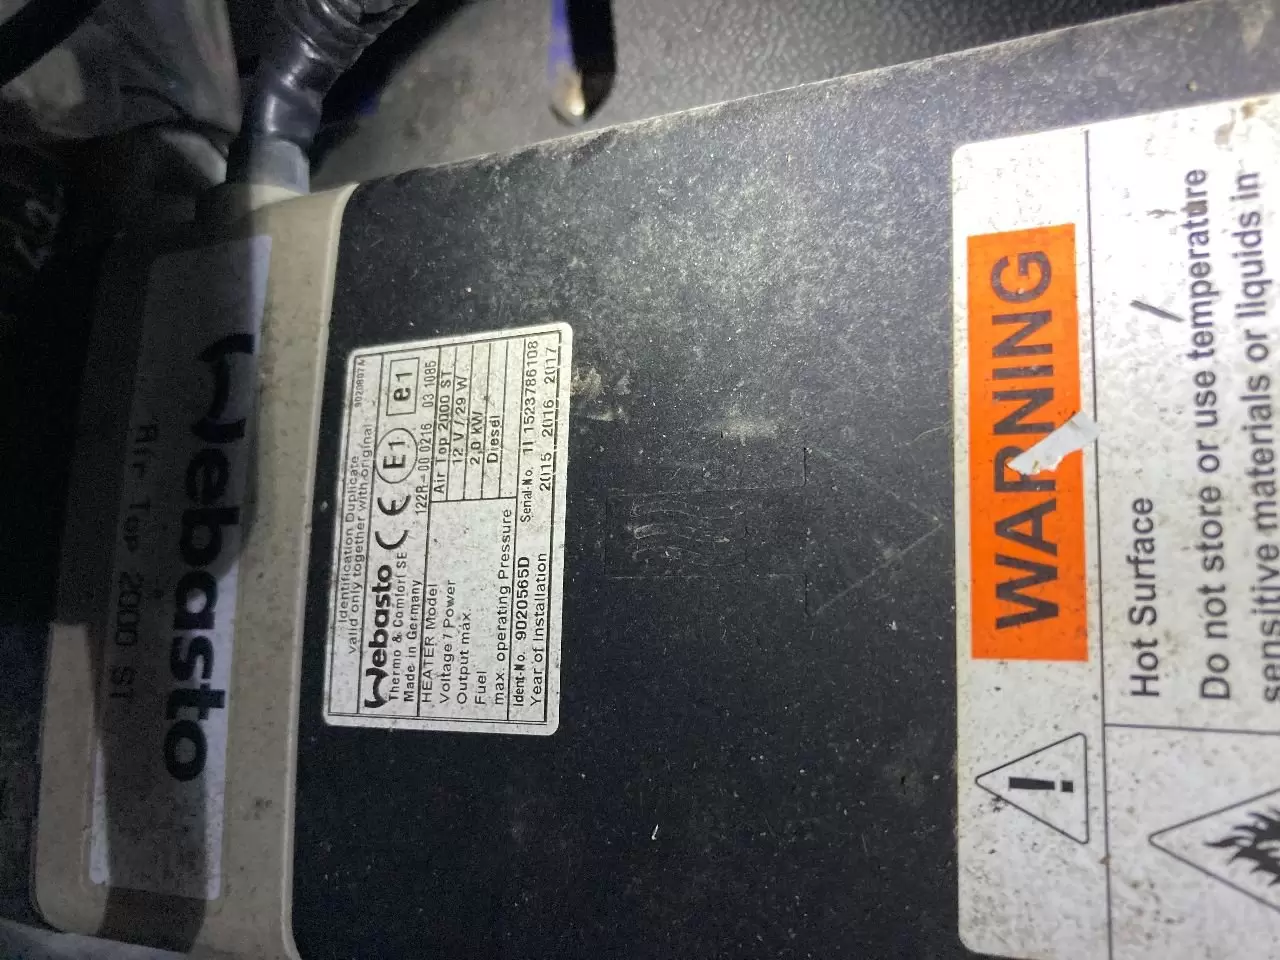 Webasto
Air Top 2000 ST
Identification Duplicate
valid only together with original
9020897A
Webasto CE E1 e1
Thermo & Comfort SE
Made in Germany 122R-00 0216 03 1085
HEATER Model Air Top 2000 ST
Voltage / Power 12 V / 29 W
Output max. 2,0 kW
Fuel Diesel
max. operating Pressure
Ident-No. 9020565D Serial-No. 11 1523786108
Year of Installation 2015 2016 2017
WARNING
Hot Surface /
Do not store or use temperature
sensitive materials or liquids in